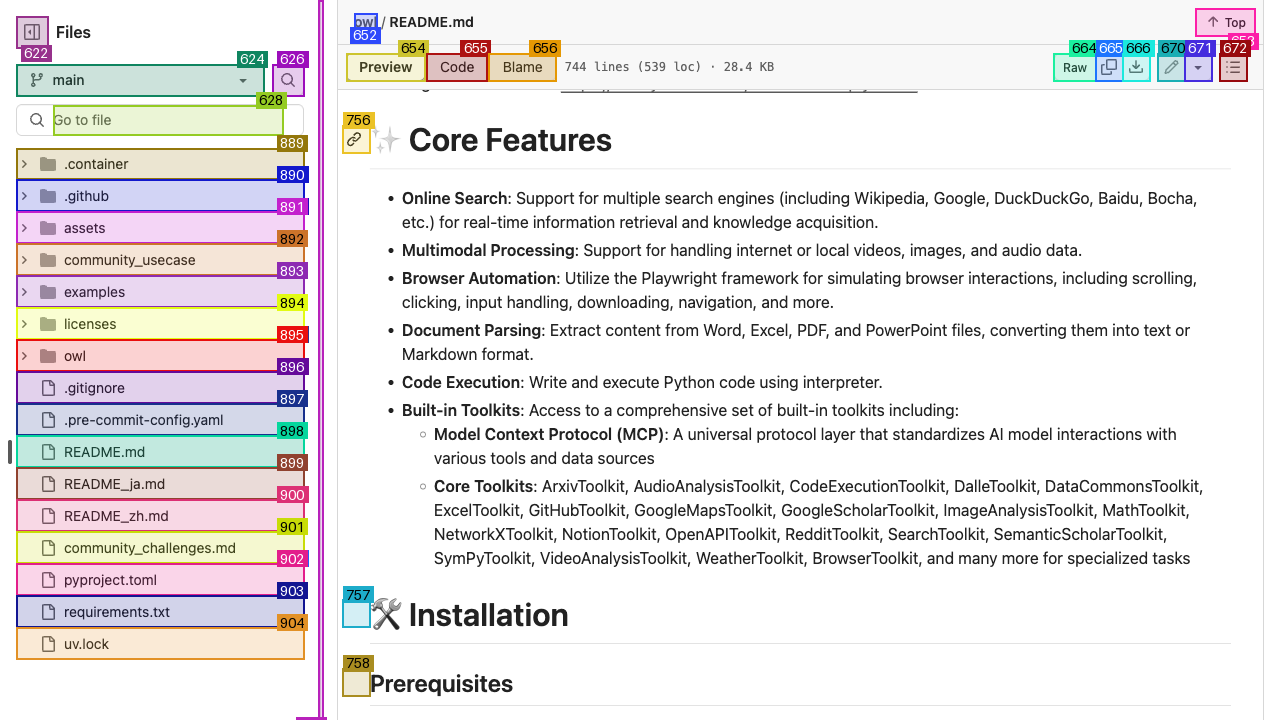 Files
622
624
main
626
628
Go to file
889
.container
890
.github
891
assets
892
community_usecase
893
examples
894
licenses
895
owl
896
.gitignore
897
.pre-commit-config.yaml
898
README.md
899
README_ja.md
900
README_zh.md
901
community_challenges.md
902
pyproject.toml
903
requirements.txt
904
uv.lock
owl / README.md
652
Top
653
654
655
656
Preview
Code
Blame
744 lines (539 loc) · 28.4 KB
664
665
666
670
671
672
Raw
756
✨ Core Features
• Online Search: Support for multiple search engines (including Wikipedia, Google, DuckDuckGo, Baidu, Bocha,
etc.) for real-time information retrieval and knowledge acquisition.
• Multimodal Processing: Support for handling internet or local videos, images, and audio data.
• Browser Automation: Utilize the Playwright framework for simulating browser interactions, including scrolling,
clicking, input handling, downloading, navigation, and more.
• Document Parsing: Extract content from Word, Excel, PDF, and PowerPoint files, converting them into text or
Markdown format.
• Code Execution: Write and execute Python code using interpreter.
• Built-in Toolkits: Access to a comprehensive set of built-in toolkits including:
◦ Model Context Protocol (MCP): A universal protocol layer that standardizes AI model interactions with
various tools and data sources
◦ Core Toolkits: ArxivToolkit, AudioAnalysisToolkit, CodeExecutionToolkit, DalleToolkit, DataCommonsToolkit,
ExcelToolkit, GitHubToolkit, GoogleMapsToolkit, GoogleScholarToolkit, ImageAnalysisToolkit, MathToolkit,
NetworkXToolkit, NotionToolkit, OpenAPIToolkit, RedditToolkit, SearchToolkit, SemanticScholarToolkit,
SymPyToolkit, VideoAnalysisToolkit, WeatherToolkit, BrowserToolkit, and many more for specialized tasks
757
🛠️ Installation
758
Prerequisites